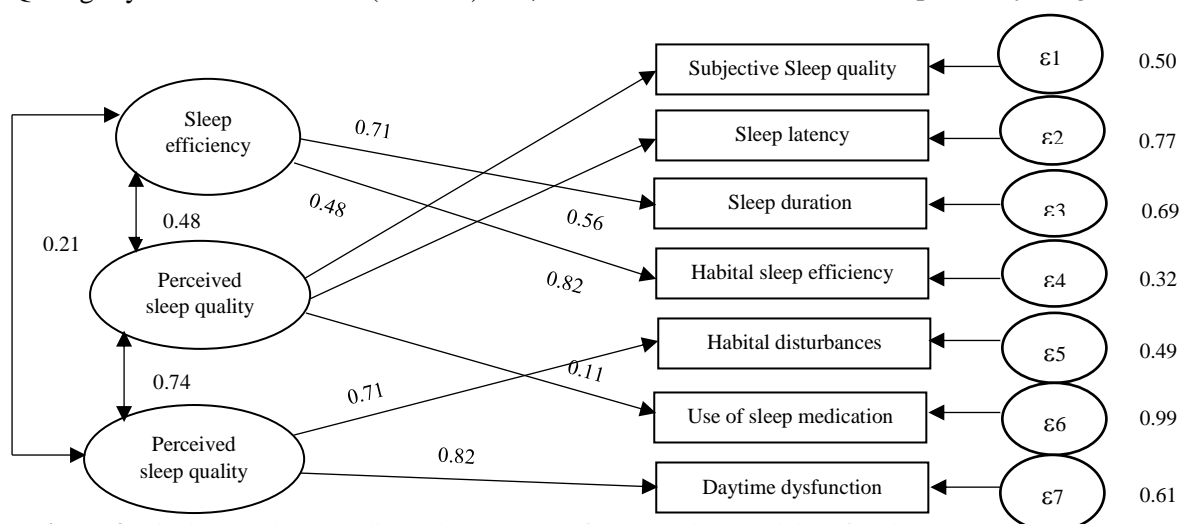 Subjective Sleep quality
ε1
0.50
Sleep
efficiency
0.71
Sleep latency
ε2
0.77
0.48
0.56
Sleep duration
ε3
0.69
0.21
0.48
Perceived
sleep quality
0.82
Habital sleep efficiency
ε4
0.32
Habital disturbances
ε5
0.49
0.74
0.71
0.11
Use of sleep medication
ε6
0.99
Perceived
sleep quality
0.82
Daytime dysfunction
ε7
0.61